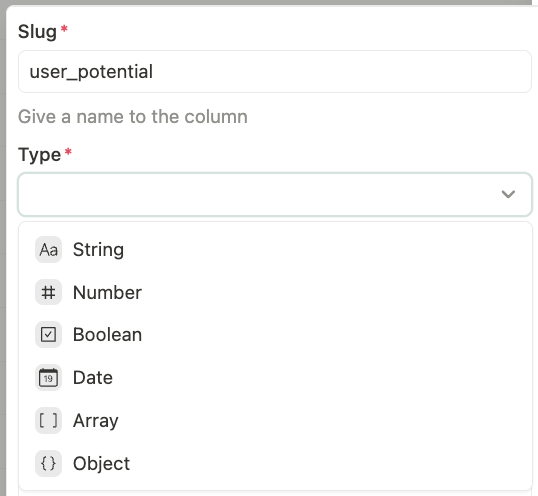 Slug*
user_potential
Give a name to the column
Type*
Aa String
# Number
Boolean
19 Date
[ ] Array
{} Object